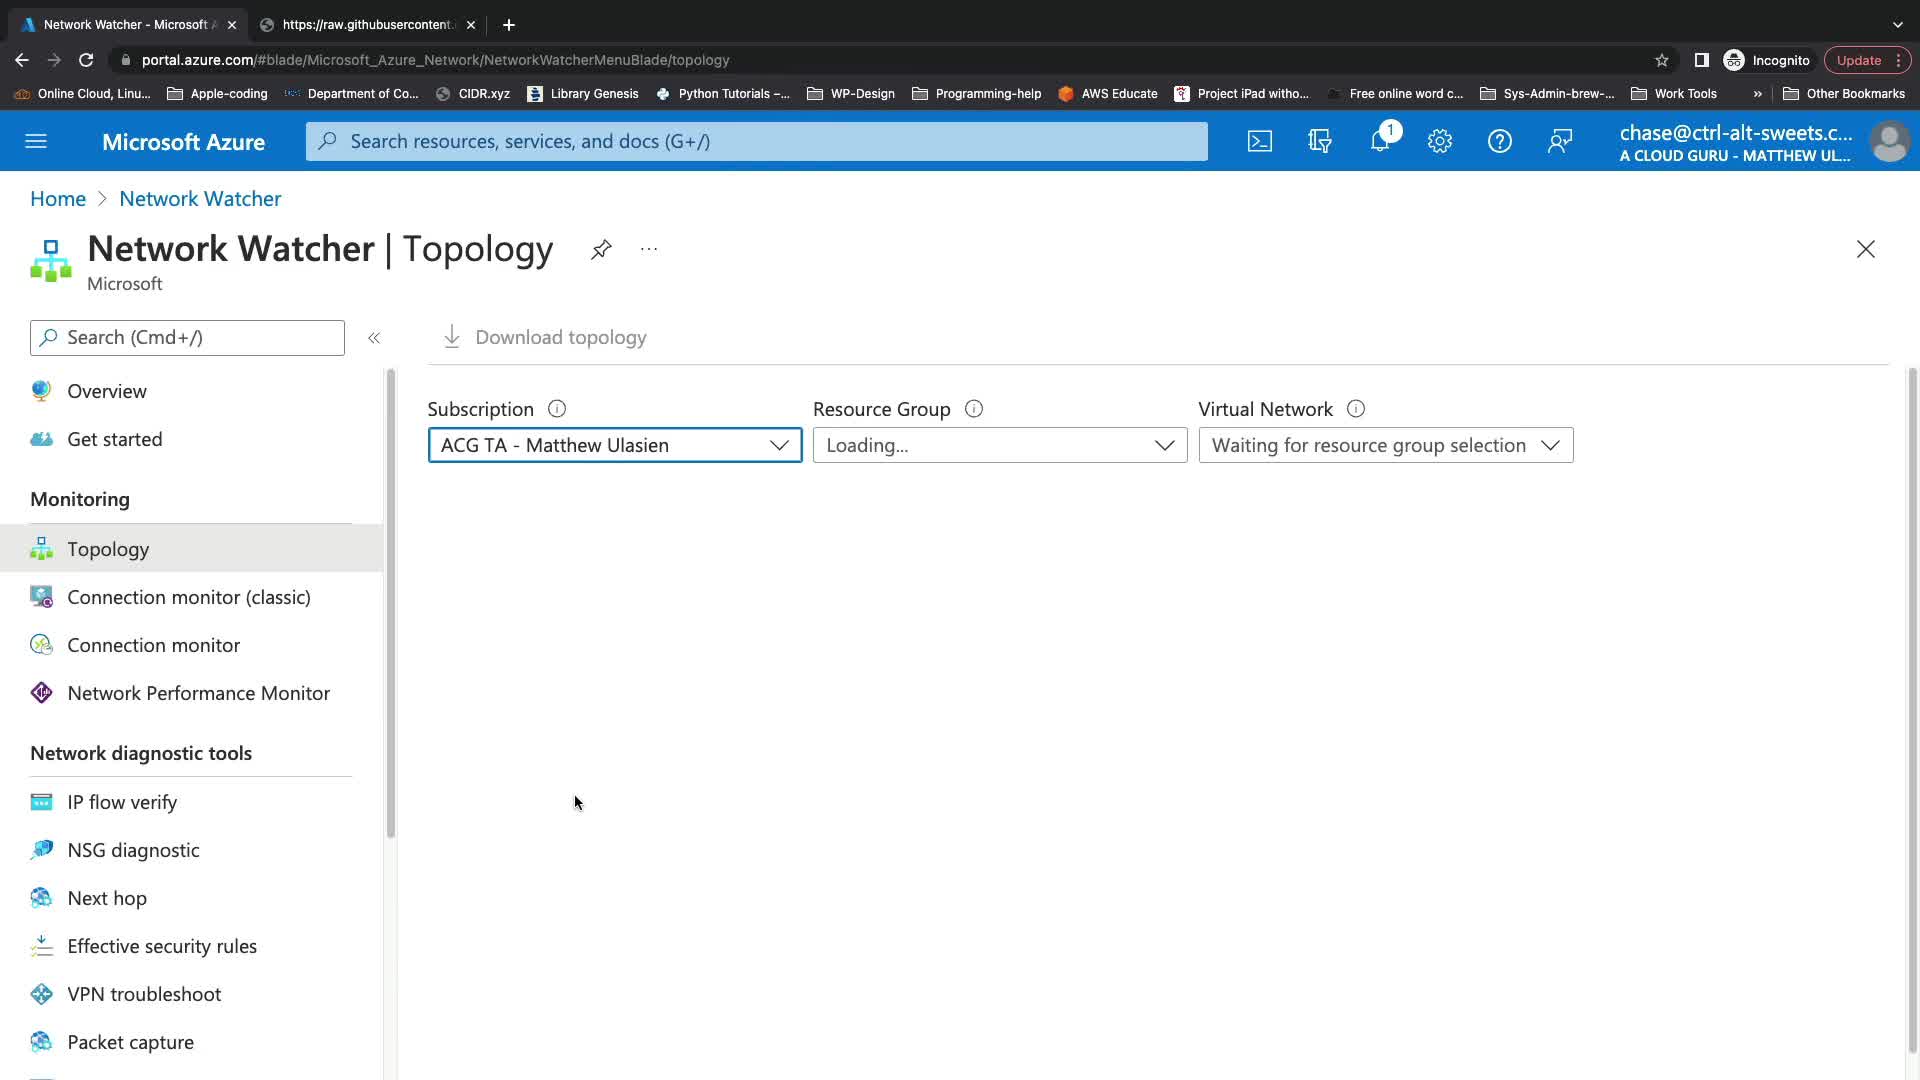 Network Watcher - Microsoft A
https://raw.githubusercontent.
portal.azure.com/#blade/Microsoft_Azure_Network/NetworkWatcherMenuBlade/topology
Incognito
Update
Online Cloud, Linu...
Apple-coding
Department of Co...
CIDR.xyz
Library Genesis
Python Tutorials –...
WP-Design
Programming-help
AWS Educate
Project iPad witho...
Free online word c...
Sys-Admin-brew-...
Work Tools
»
Other Bookmarks
Microsoft Azure
Search resources, services, and docs (G+/)
1
chase@ctrl-alt-sweets.c...
A CLOUD GURU - MATTHEW UL...
Home > Network Watcher
Network Watcher | Topology
...
Microsoft
Search (Cmd+/)
«
Download topology
Overview
Get started
Monitoring
Topology
Connection monitor (classic)
Connection monitor
Network Performance Monitor
Network diagnostic tools
IP flow verify
NSG diagnostic
Next hop
Effective security rules
VPN troubleshoot
Packet capture
Subscription
ACG TA - Matthew Ulasien
Resource Group
Loading...
Virtual Network
Waiting for resource group selection